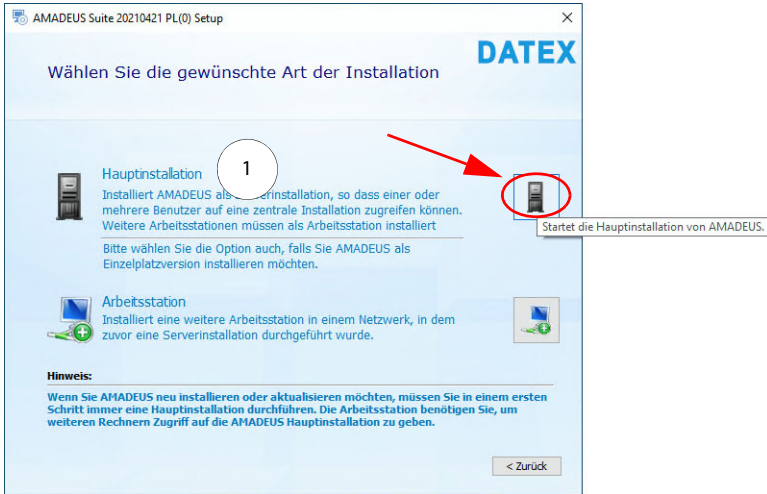 AMADEUS Suite 20210421 PL(0) Setup
DATEX
Wählen Sie die gewünschte Art der Installation
1
Hauptinstallation
Installiert AMADEUS als erinstallation, so dass einer oder
mehrere Benutzer auf eine zentrale Installation zugreifen können.
Weitere Arbeitsstationen müssen als Arbeitsstation installiert
Startet die Hauptinstallation von AMADEUS.
Bitte wählen Sie die Option auch, falls Sie AMADEUS als
Einzelplatzversion installieren möchten.
Arbeitsstation
Installiert eine weitere Arbeitsstation in einem Netzwerk, in dem
zuvor eine Serverinstallation durchgeführt wurde.
Hinweis:
Wenn Sie AMADEUS neu installieren oder aktualisieren möchten, müssen Sie in einem ersten
Schritt immer eine Hauptinstallation durchführen. Die Arbeitsstation benötigen Sie, um
weiteren Rechnern Zugriff auf die AMADEUS Hauptinstallation zu geben.
< Zurück